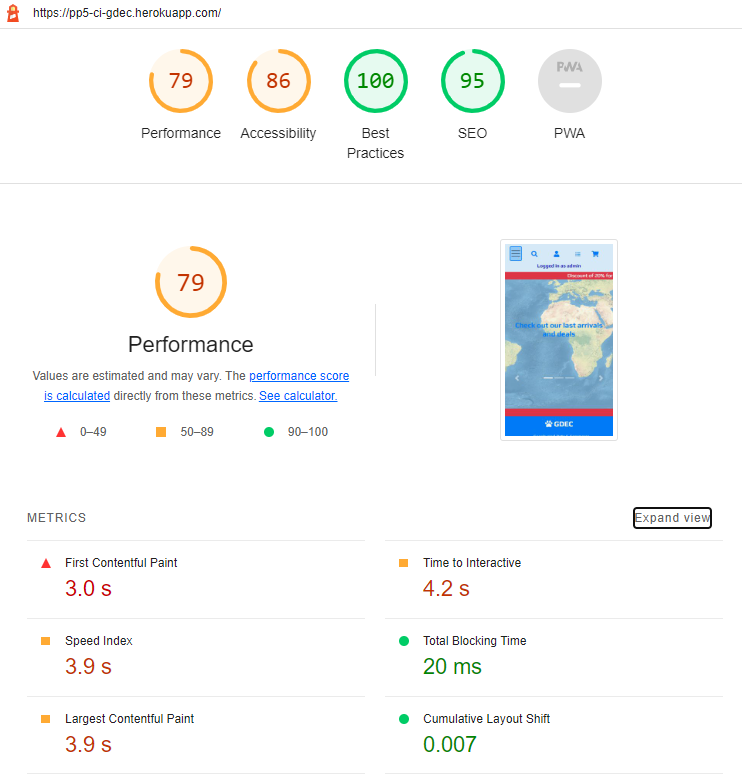 https://pp5-ci-gdec.herokuapp.com/
79
86
100
95
PWA
Performance
Accessibility
Best
Practices
SEO
PWA
79
Performance
Values are estimated and may vary. The performance score
is calculated directly from these metrics. See calculator.
0–49
50–89
90–100
Logged in as admin
Discount of 20% for
Check out our last arrivals
and deals
GDEC
METRICS
Expand view
First Contentful Paint
3.0 s
Time to Interactive
4.2 s
Speed Index
3.9 s
Total Blocking Time
20 ms
Largest Contentful Paint
3.9 s
Cumulative Layout Shift
0.007